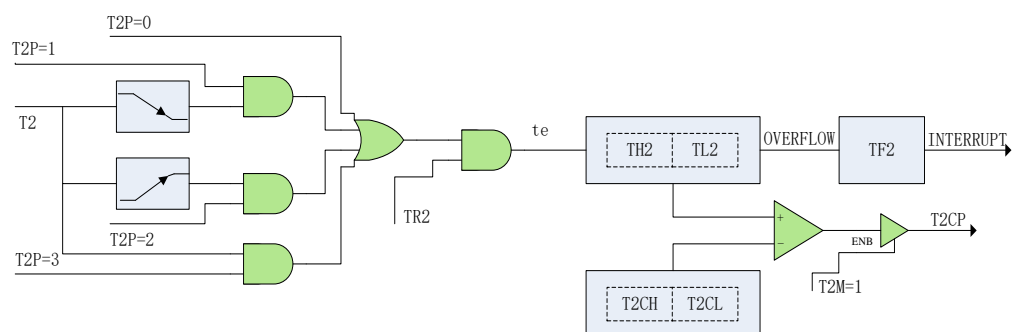 T2P=0
T2P=1
T2
T2P=2
T2P=3
TR2
te
TH2 TL2
OVERFLOW
TF2
INTERRUPT
+
−
ENB
T2CP
T2M=1
T2CH T2CL